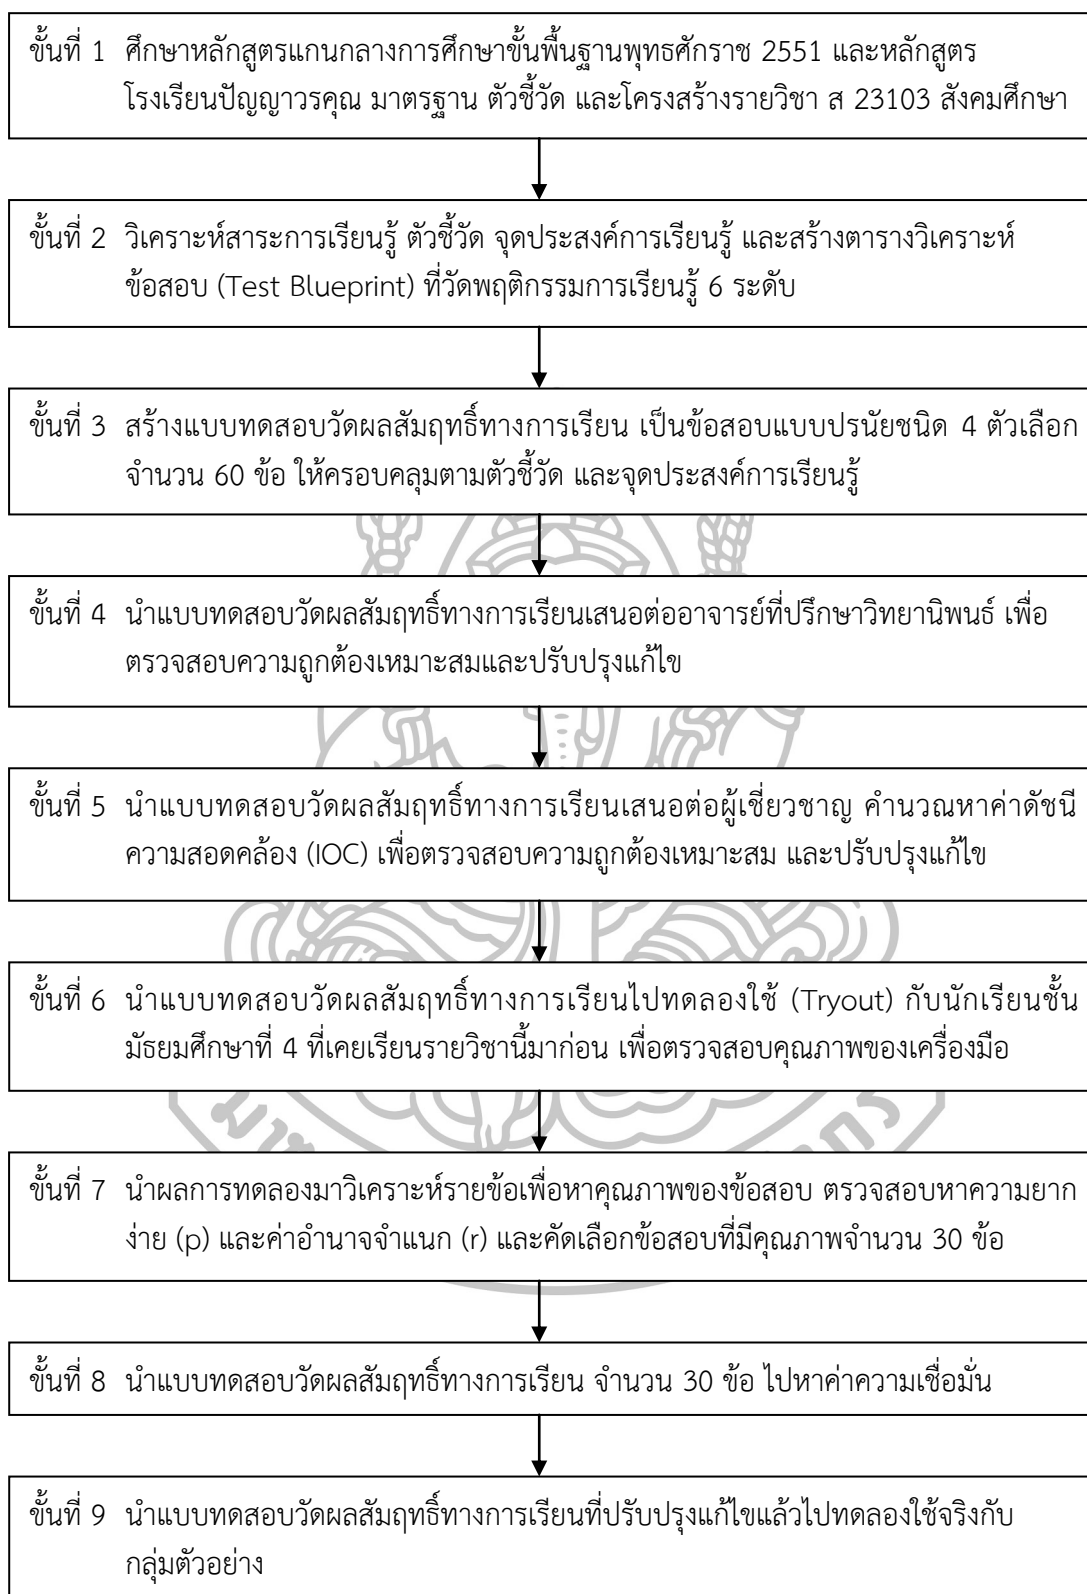 ขั้นที่ 1 ศึกษาหลักสูตรแกนกลางการศึกษาขั้นพื้นฐานพุทธศักราช 2551 และหลักสูตร
โรงเรียนปัญญาวรคุณ มาตรฐาน ตัวชี้วัด และโครงสร้างรายวิชา ส 23103 สังคมศึกษา
ขั้นที่ 2 วิเคราะห์สาระการเรียนรู้ ตัวชี้วัด จุดประสงค์การเรียนรู้ และสร้างตารางวิเคราะห์
ข้อสอบ (Test Blueprint) ที่วัดพฤติกรรมการเรียนรู้ 6 ระดับ
ขั้นที่ 3 สร้างแบบทดสอบวัดผลสัมฤทธิ์ทางการเรียน เป็นข้อสอบแบบปรนัยชนิด 4 ตัวเลือก
จำนวน 60 ข้อ ให้ครอบคลุมตามตัวชี้วัด และจุดประสงค์การเรียนรู้
ขั้นที่ 4 นำแบบทดสอบวัดผลสัมฤทธิ์ทางการเรียนเสนอต่ออาจารย์ที่ปรึกษาวิทยานิพนธ์ เพื่อ
ตรวจสอบความถูกต้องเหมาะสมและปรับปรุงแก้ไข
ขั้นที่ 5 นำแบบทดสอบวัดผลสัมฤทธิ์ทางการเรียนเสนอต่อผู้เชี่ยวชาญ คำนวณหาค่าดัชนี
ความสอดคล้อง (IOC) เพื่อตรวจสอบความถูกต้องเหมาะสม และปรับปรุงแก้ไข
ขั้นที่ 6 นำแบบทดสอบวัดผลสัมฤทธิ์ทางการเรียนไปทดลองใช้ (Tryout) กับนักเรียนชั้น
มัธยมศึกษาที่ 4 ที่เคยเรียนรายวิชานี้มาก่อน เพื่อตรวจสอบคุณภาพของเครื่องมือ
ขั้นที่ 7 นำผลการทดลองมาวิเคราะห์รายข้อเพื่อหาคุณภาพของข้อสอบ ตรวจสอบหาความยาก
ง่าย (p) และค่าอำนาจจำแนก (r) และคัดเลือกข้อสอบที่มีคุณภาพจำนวน 30 ข้อ
ขั้นที่ 8 นำแบบทดสอบวัดผลสัมฤทธิ์ทางการเรียน จำนวน 30 ข้อ ไปหาค่าความเชื่อมั่น
ขั้นที่ 9 นำแบบทดสอบวัดผลสัมฤทธิ์ทางการเรียนที่ปรับปรุงแก้ไขแล้วไปทดลองใช้จริงกับ
กลุ่มตัวอย่าง